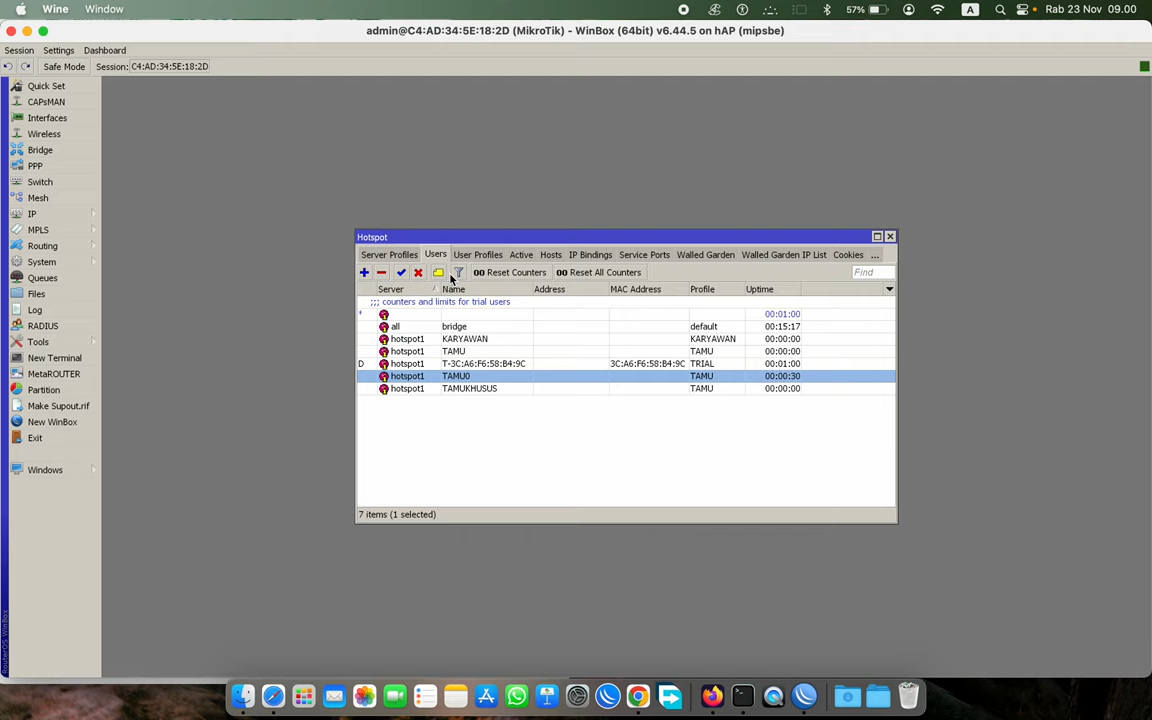 Wine Window 57% A Rab 23 Nov 09.00
admin@C4:AD:34:5E:18:2D (MikroTik) - WinBox (64bit) v6.44.5 on hAP (mipsbe)
Session Settings Dashboard
Safe Mode Session: C4:AD:34:5E:18:2D
Quick Set
CAPsMAN
Interfaces
Wireless
Bridge
PPP
Switch
Mesh
IP
MPLS
Routing
System
Queues
Files
Log
RADIUS
Tools
New Terminal
MetaROUTER
Partition
Make Supout.rif
New WinBox
Exit
Windows
RouterOS WinBox
Hotspot
Server Profiles Users User Profiles Active Hosts IP Bindings Service Ports Walled Garden Walled Garden IP List Cookies ...
00 Reset Counters 00 Reset All Counters Find
Server Name Address MAC Address Profile Uptime
;;; counters and limits for trial users
* 00:01:00
all bridge default 00:15:17
hotspot1 KARYAWAN KARYAWAN 00:00:00
hotspot1 TAMU TAMU 00:00:00
D hotspot1 T-3C:A6:F6:58:B4:9C 3C:A6:F6:58:B4:9C TRIAL 00:01:00
hotspot1 TAMU0 TAMU 00:00:30
hotspot1 TAMUKHUSUS TAMU 00:00:00
7 items (1 selected)